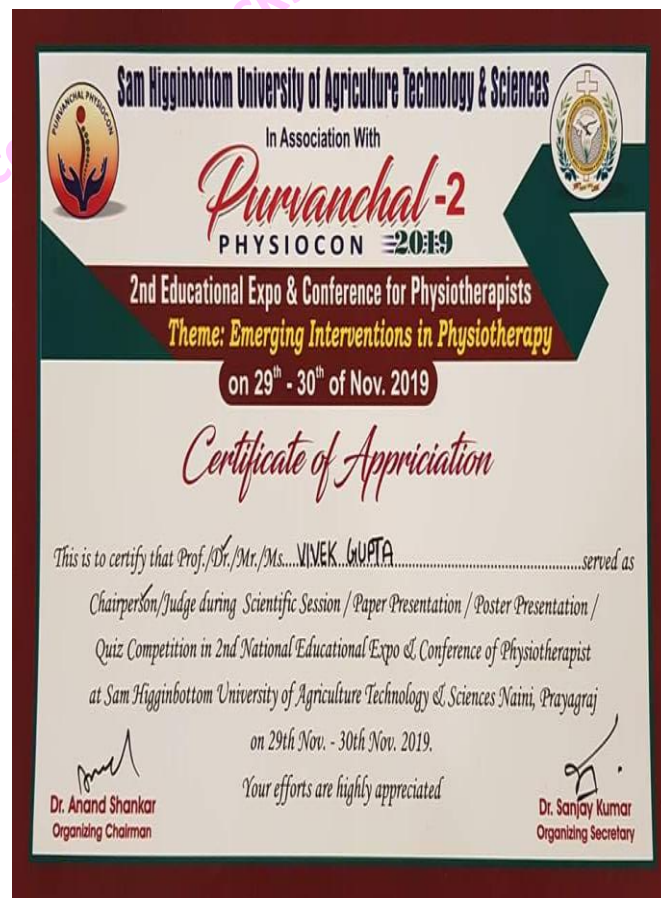 PURVANCHAL PHYSIOCON
Sam Higginbottom University of Agriculture Technology & Sciences
In Association With
Purvanchal -2
PHYSIOCON 2019
2nd Educational Expo & Conference for Physiotherapists
Theme: Emerging Interventions in Physiotherapy
on 29th - 30th of Nov. 2019
Certificate of Appriciation
This is to certify that Prof./Dr./Mr./Ms....VIVEK GUPTA....served as
Chairperson/Judge during Scientific Session / Paper Presentation / Poster Presentation /
Quiz Competition in 2nd National Educational Expo & Conference of Physiotherapist
at Sam Higginbottom University of Agriculture Technology & Sciences Naini, Prayagraj
on 29th Nov. - 30th Nov. 2019.
Your efforts are highly appreciated
Dr. Anand Shankar
Organizing Chairman
Dr. Sanjay Kumar
Organizing Secretary